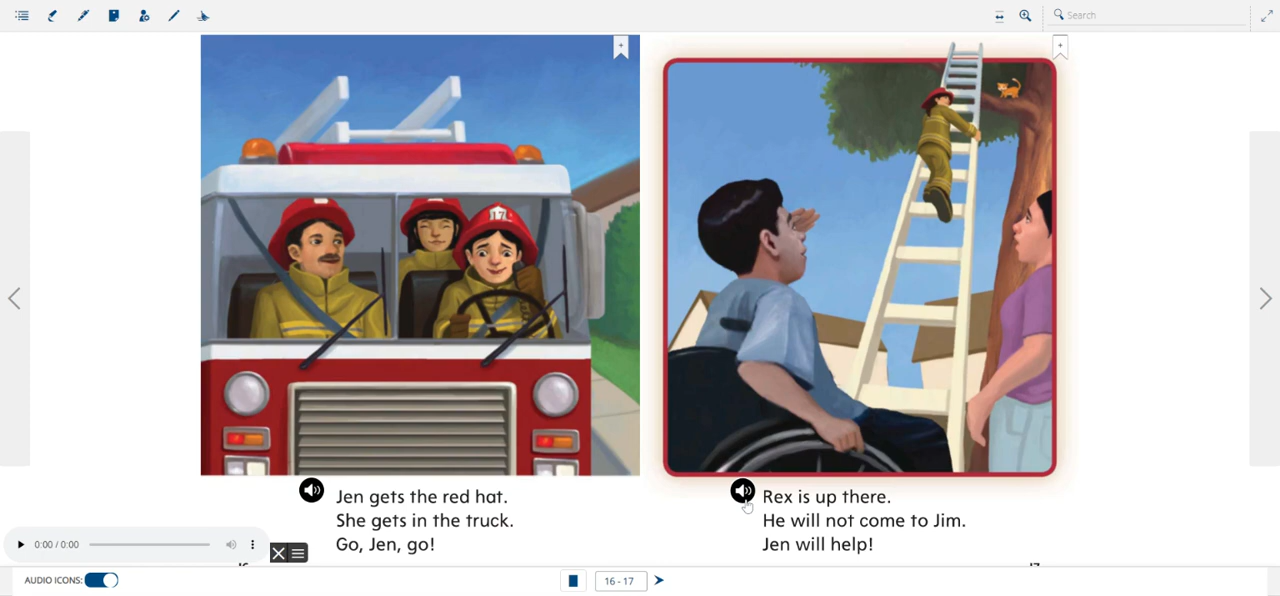 Search
17
Jen gets the red hat.
She gets in the truck.
Go, Jen, go!
Rex is up there.
He will not come to Jim.
Jen will help!
0:00 / 0:00
AUDIO ICONS:
16 - 17